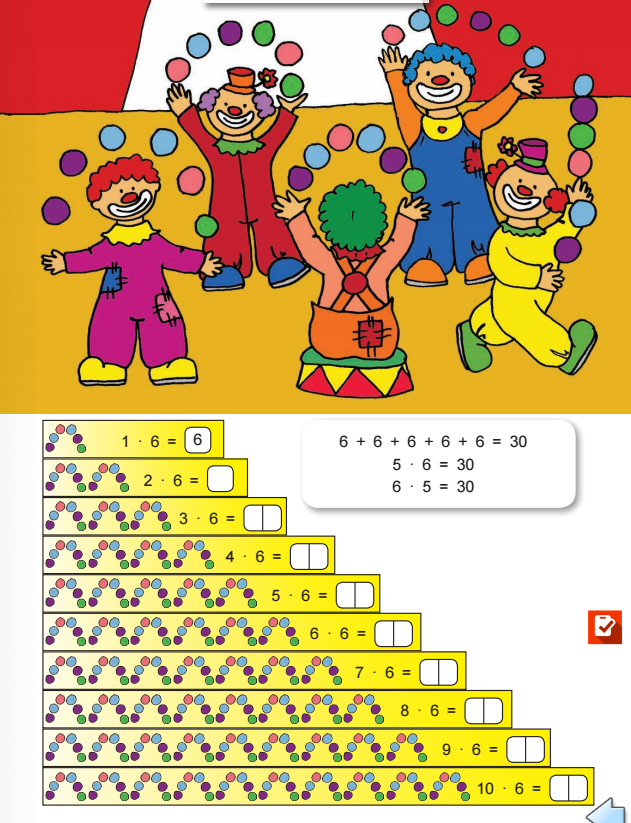 1 · 6 = 6
6 + 6 + 6 + 6 + 6 = 30
5 · 6 = 30
6 · 5 = 30
2 · 6 =
3 · 6 =
4 · 6 =
5 · 6 =
6 · 6 =
7 · 6 =
8 · 6 =
9 · 6 =
10 · 6 =